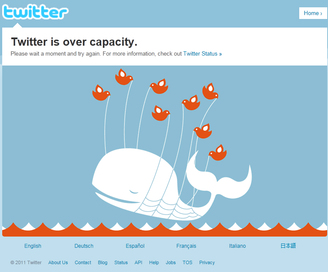 twitter
Home ›
Twitter is over capacity.
Please wait a moment and try again. For more information, check out Twitter Status »
English Deutsch Español Français Italiano 日本語
© 2011 Twitter About Us Contact Blog Status API Help Jobs TOS Privacy